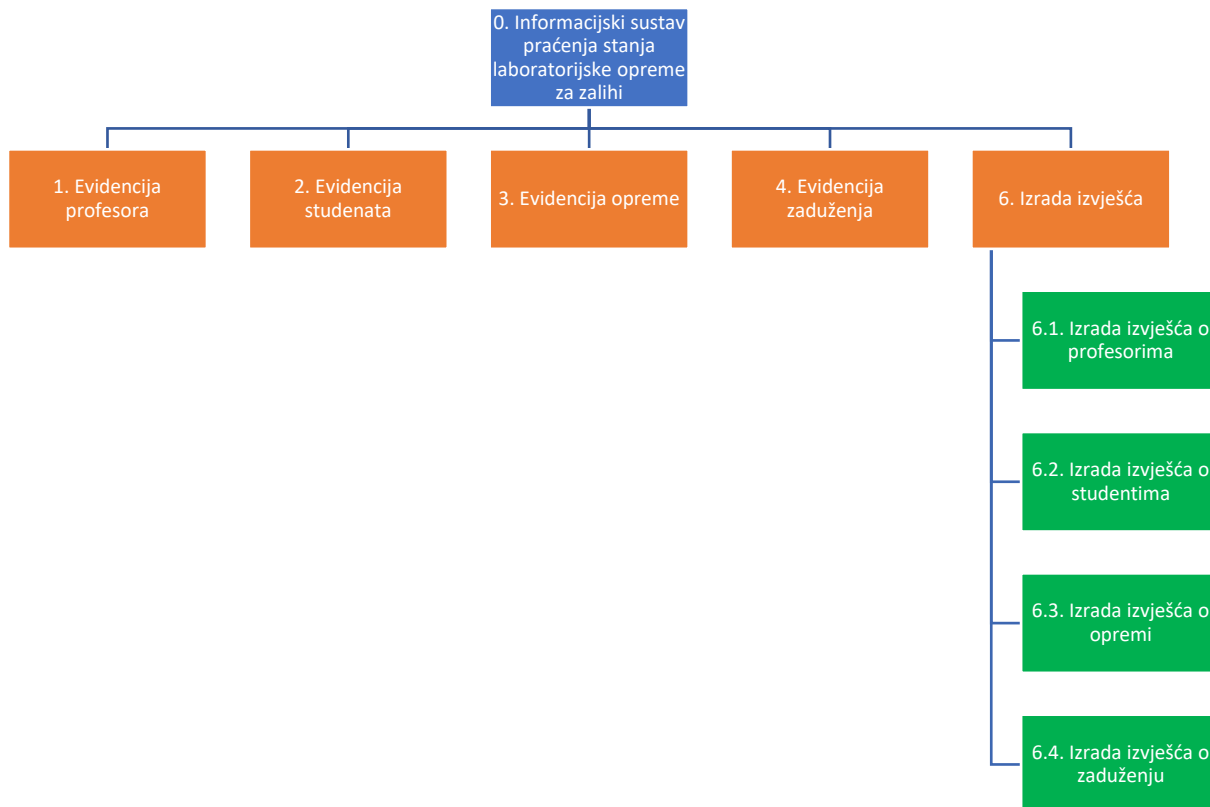 0. Informacijski sustav
praćenja stanja
laboratorijske opreme
za zalihi
1. Evidencija
profesora
2. Evidencija
studenata
3. Evidencija opreme
4. Evidencija
zaduženja
6. Izrada izvješća
6.1. Izrada izvješća o
profesorima
6.2. Izrada izvješća o
studentima
6.3. Izrada izvješća o
opremi
6.4. Izrada izvješća o
zaduženju